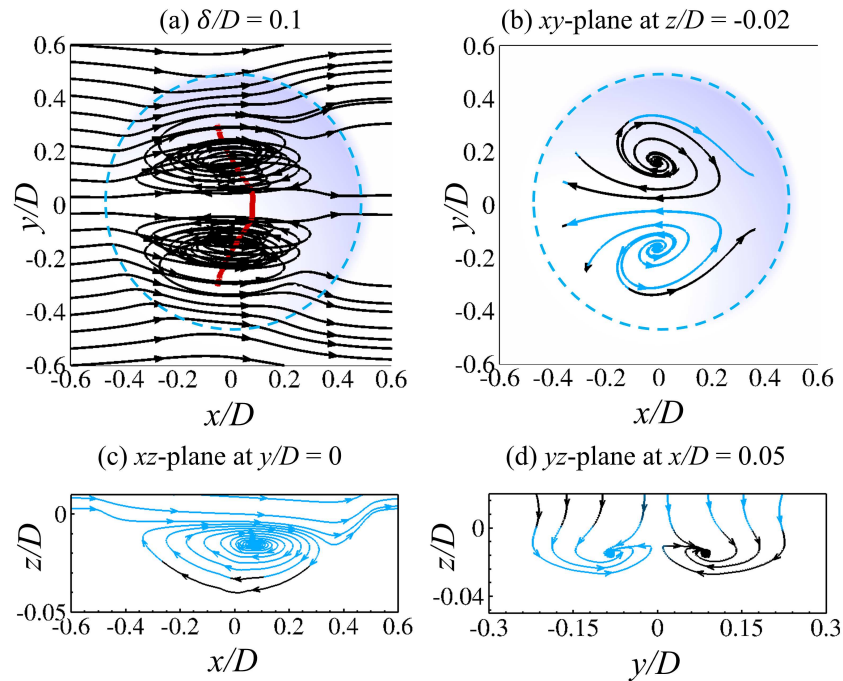 (a) δ/D = 0.1
(b) xy-plane at z/D = -0.02
0.6
0.4
0.2
0
-0.2
-0.4
-0.6
y/D
-0.6 -0.4 -0.2 0 0.2 0.4 0.6
x/D
0.6
0.4
0.2
0
-0.2
-0.4
-0.6
y/D
-0.6 -0.4 -0.2 0 0.2 0.4 0.6
x/D
(c) xz-plane at y/D = 0
(d) yz-plane at x/D = 0.05
0
-0.05
z/D
-0.6 -0.4 -0.2 0 0.2 0.4 0.6
x/D
0
-0.04
z/D
-0.3 -0.15 0 0.15 0.3
y/D